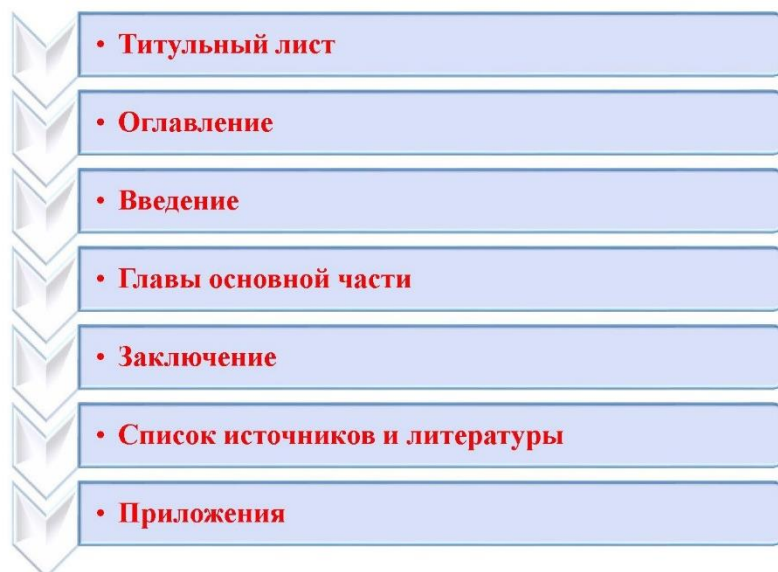 • Титульный лист
• Оглавление
• Введение
• Главы основной части
• Заключение
• Список источников и литературы
• Приложения